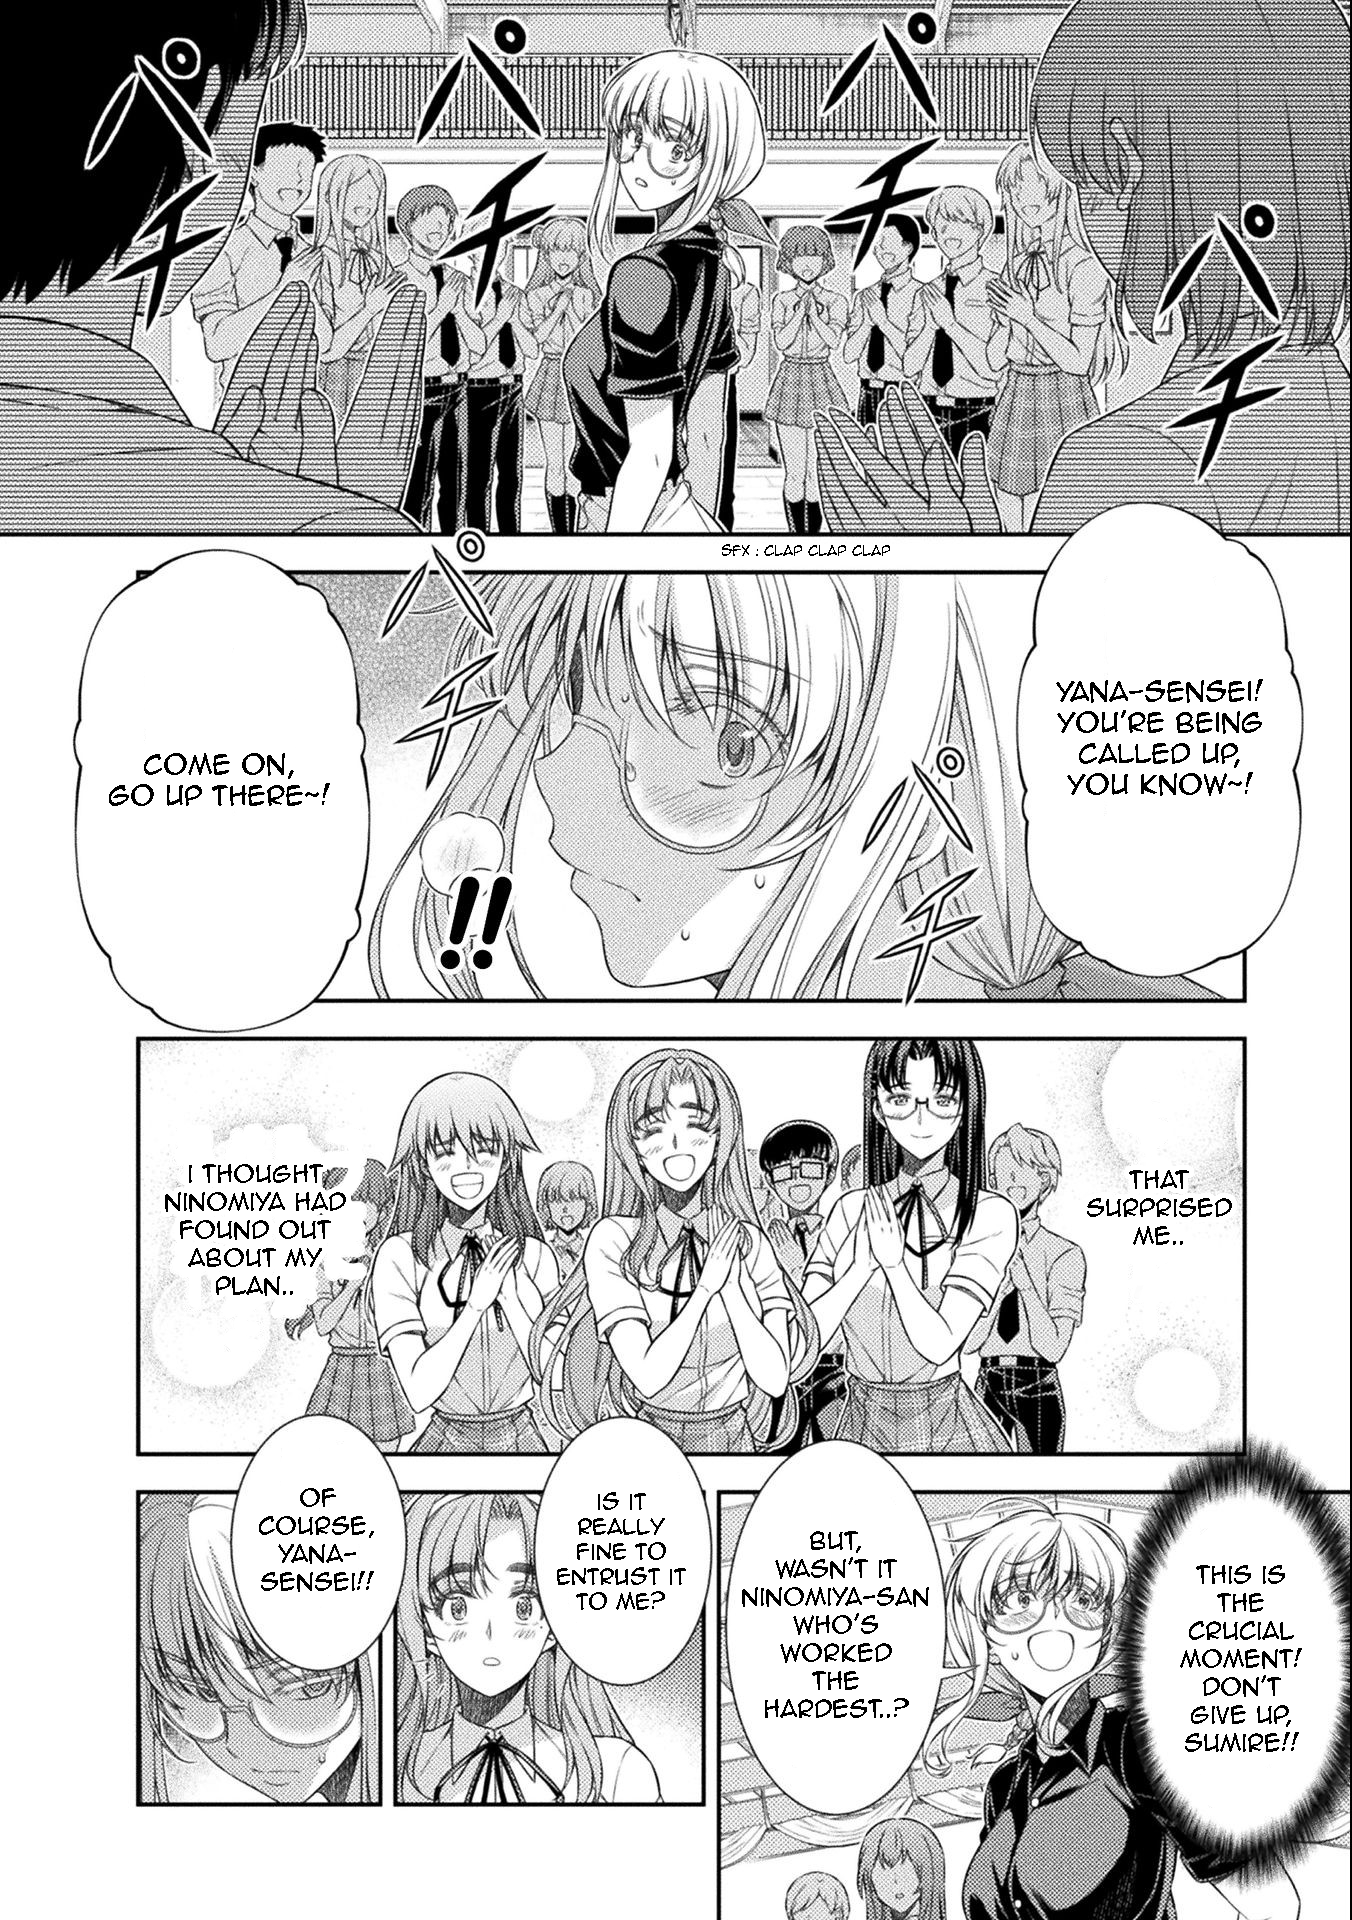 パチ
パチ
パチ
パチ
SFX : CLAP CLAP CLAP
YANA-SENSEI!
YOU'RE BEING
CALLED UP,
YOU KNOW~!
パチ
パチ
!!
COME ON,
GO UP THERE~!
THAT
SURPRISED
ME..
I THOUGHT
NINOMIYA HAD
FOUND OUT
ABOUT MY
PLAN..
THIS IS
THE
CRUCIAL
MOMENT!
DON'T
GIVE UP,
SUMIRE!!
BUT,
WASN'T IT
NINOMIYA-SAN
WHO'S
WORKED
THE
HARDEST..?
IS IT
REALLY
FINE TO
ENTRUST IT
TO ME?
OF
COURSE,
YANA-
SENSEI!!